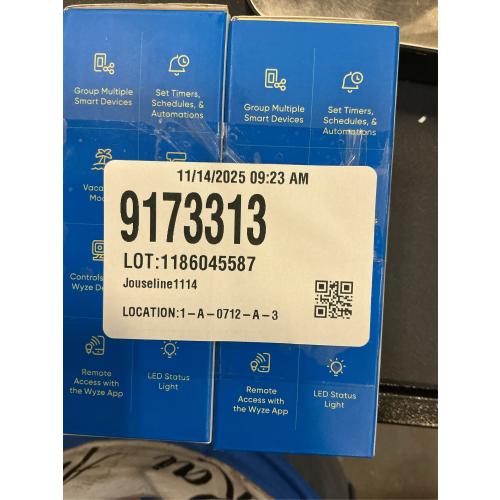 Group Multiple
Smart Devices
Set Timers,
Schedules, &
Automations
Group Multiple
Smart Devices
Set Timers,
Schedules, &
Automations
11/14/2025 09:23 AM
9173313
LOT:1186045587
Jouseline1114
LOCATION:1-A-0712-A-3
Controls
Remote
Access with
the Wyze App
LED Status
Light
Remote
Access with
the Wyze App
LED Status
Light